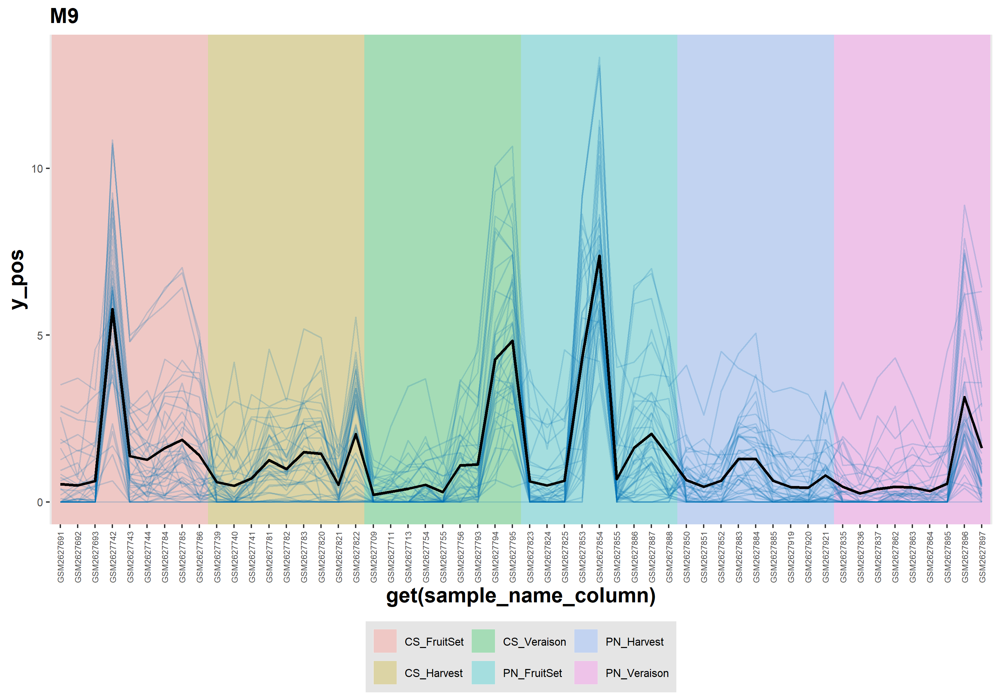 M9
y_pos
10
5
0
GSM2627691
GSM2627692
GSM2627693
GSM2627742
GSM2627743
GSM2627744
GSM2627784
GSM2627785
GSM2627786
GSM2627739
GSM2627740
GSM2627741
GSM2627781
GSM2627782
GSM2627783
GSM2627820
GSM2627821
GSM2627822
GSM2627709
GSM2627711
GSM2627713
GSM2627754
GSM2627755
GSM2627756
GSM2627793
GSM2627794
GSM2627795
GSM2627823
GSM2627824
GSM2627825
GSM2627853
GSM2627854
GSM2627855
GSM2627886
GSM2627887
GSM2627888
GSM2627850
GSM2627851
GSM2627852
GSM2627883
GSM2627884
GSM2627885
GSM2627919
GSM2627920
GSM2627921
GSM2627835
GSM2627836
GSM2627837
GSM2627862
GSM2627863
GSM2627864
GSM2627895
GSM2627896
GSM2627897
get(sample_name_column)
CS_FruitSet CS_Veraison PN_Harvest
CS_Harvest PN_FruitSet PN_Veraison